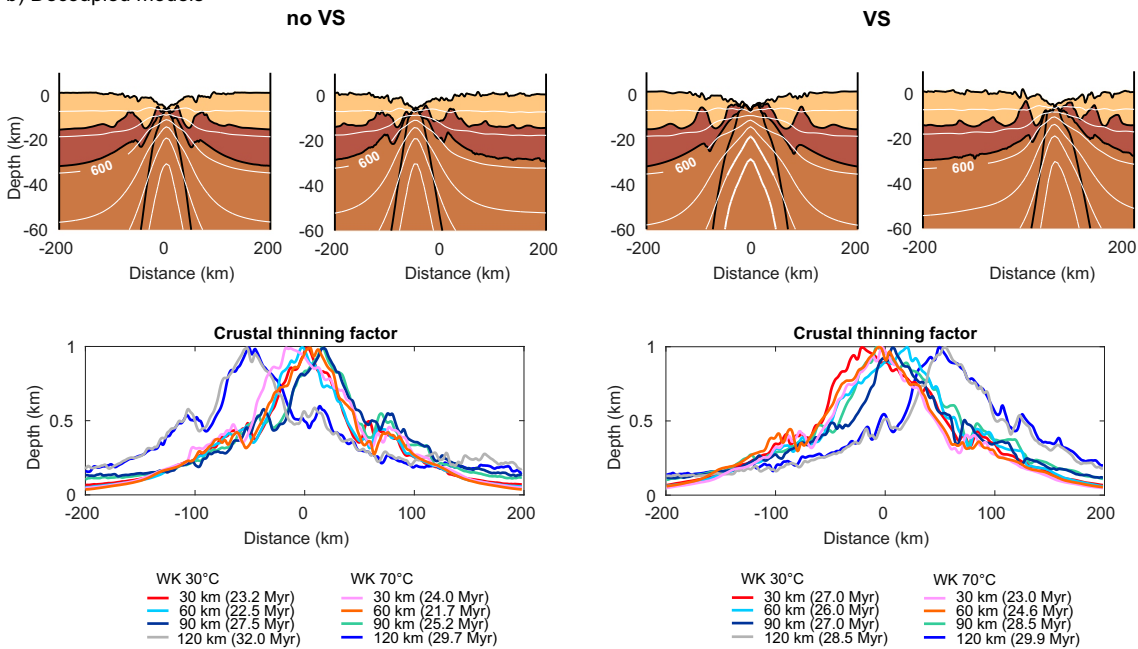 b) Decoupled models
no VS
VS
Depth (km)
0
-20
-40
-60
600
-200
0
200
Distance (km)
600
-200
0
200
Distance (km)
0
-20
-40
-60
600
-200
0
200
Distance (km)
0
-20
-40
-60
600
-200
0
200
Distance (km)
Crustal thinning factor
Depth (km)
1
0.5
0
-200
-100
0
100
200
Distance (km)
Crustal thinning factor
Depth (km)
1
0.5
0
-200
-100
0
100
200
Distance (km)
WK 30°C
30 km (23.2 Myr)
60 km (22.5 Myr)
90 km (27.5 Myr)
120 km (32.0 Myr)
WK 70°C
30 km (24.0 Myr)
60 km (21.7 Myr)
90 km (25.2 Myr)
120 km (29.7 Myr)
WK 30°C
30 km (27.0 Myr)
60 km (26.0 Myr)
90 km (27.0 Myr)
120 km (28.5 Myr)
WK 70°C
30 km (23.0 Myr)
60 km (24.6 Myr)
90 km (28.5 Myr)
120 km (29.9 Myr)